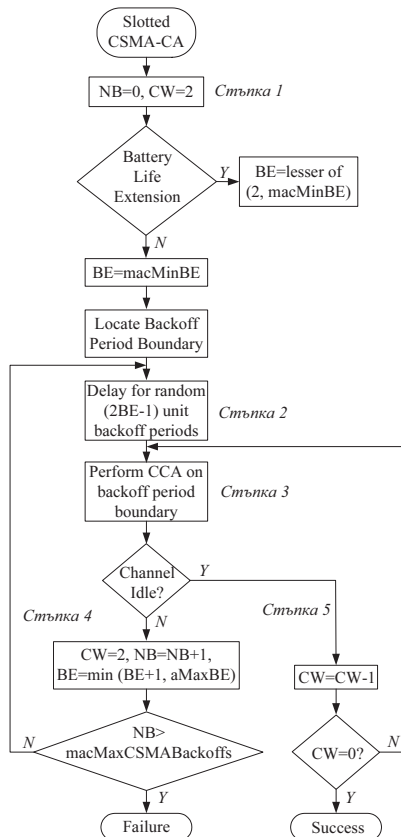 Slotted
CSMA-CA
NB=0, CW=2
Стъпка 1
Battery
Life
Extension
Y
BE=lesser of
(2, macMinBE)
N
BE=macMinBE
Locate Backoff
Period Boundary
Delay for random
(2BE-1) unit
backoff periods
Стъпка 2
Perform CCA on
backoff period
boundary
Стъпка 3
Channel
Idle?
Y
N
Стъпка 4
Стъпка 5
CW=2, NB=NB+1,
BE=min (BE+1, aMaxBE)
CW=CW-1
NB>
macMaxCSMABackoffs
N
Y
CW=0?
N
Y
Failure
Success